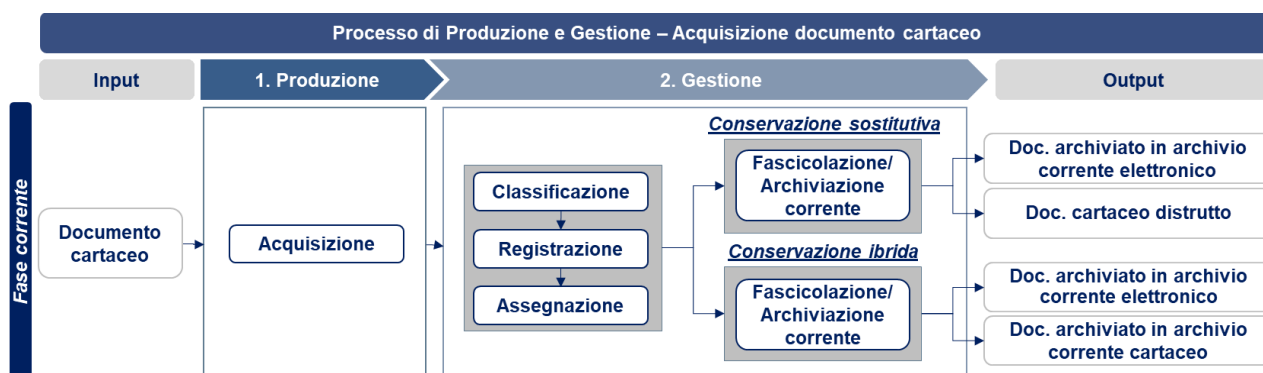 Processo di Produzione e Gestione – Acquisizione documento cartaceo
Input
1. Produzione
2. Gestione
Output
Fase corrente
Documento
cartaceo
Acquisizione
Classificazione
Registrazione
Assegnazione
Conservazione sostitutiva
Fascicolazione/
Archiviazione
corrente
Conservazione ibrida
Fascicolazione/
Archiviazione
corrente
Doc. archiviato in archivio
corrente elettronico
Doc. cartaceo distrutto
Doc. archiviato in archivio
corrente elettronico
Doc. archiviato in archivio
corrente cartaceo